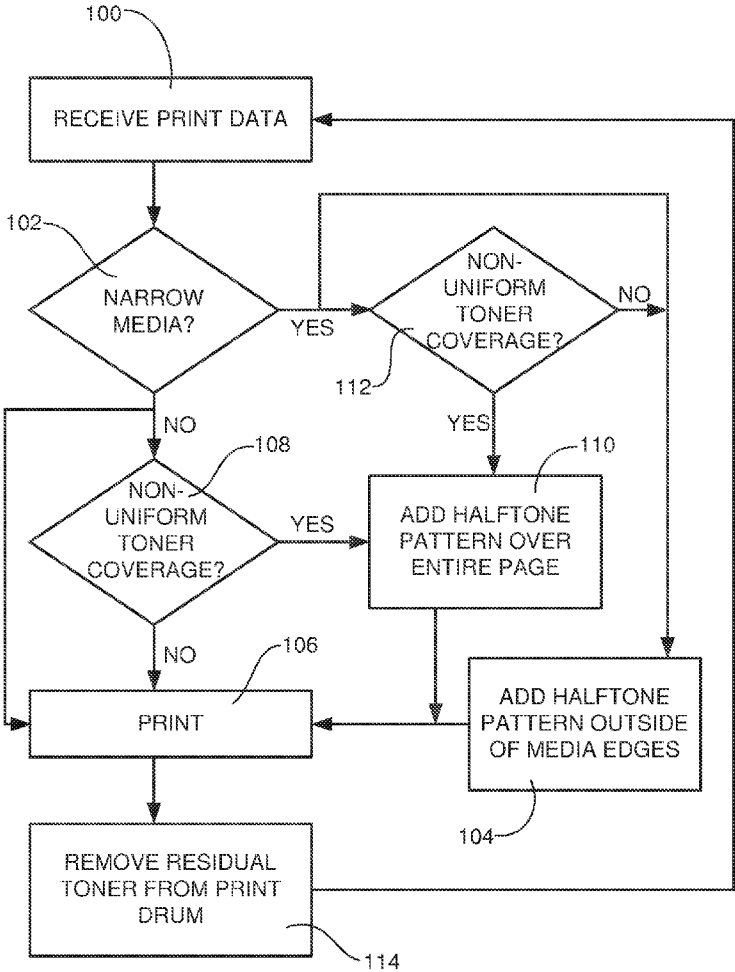 100
RECEIVE PRINT DATA
102
NARROW
MEDIA?
YES
NON-
UNIFORM
TONER
COVERAGE?
NO
112
NO
YES
108
110
NON-
UNIFORM
TONER
COVERAGE?
YES
ADD HALFTONE
PATTERN OVER
ENTIRE PAGE
NO
106
PRINT
ADD HALFTONE
PATTERN OUTSIDE
OF MEDIA EDGES
104
REMOVE RESIDUAL
TONER FROM PRINT
DRUM
114